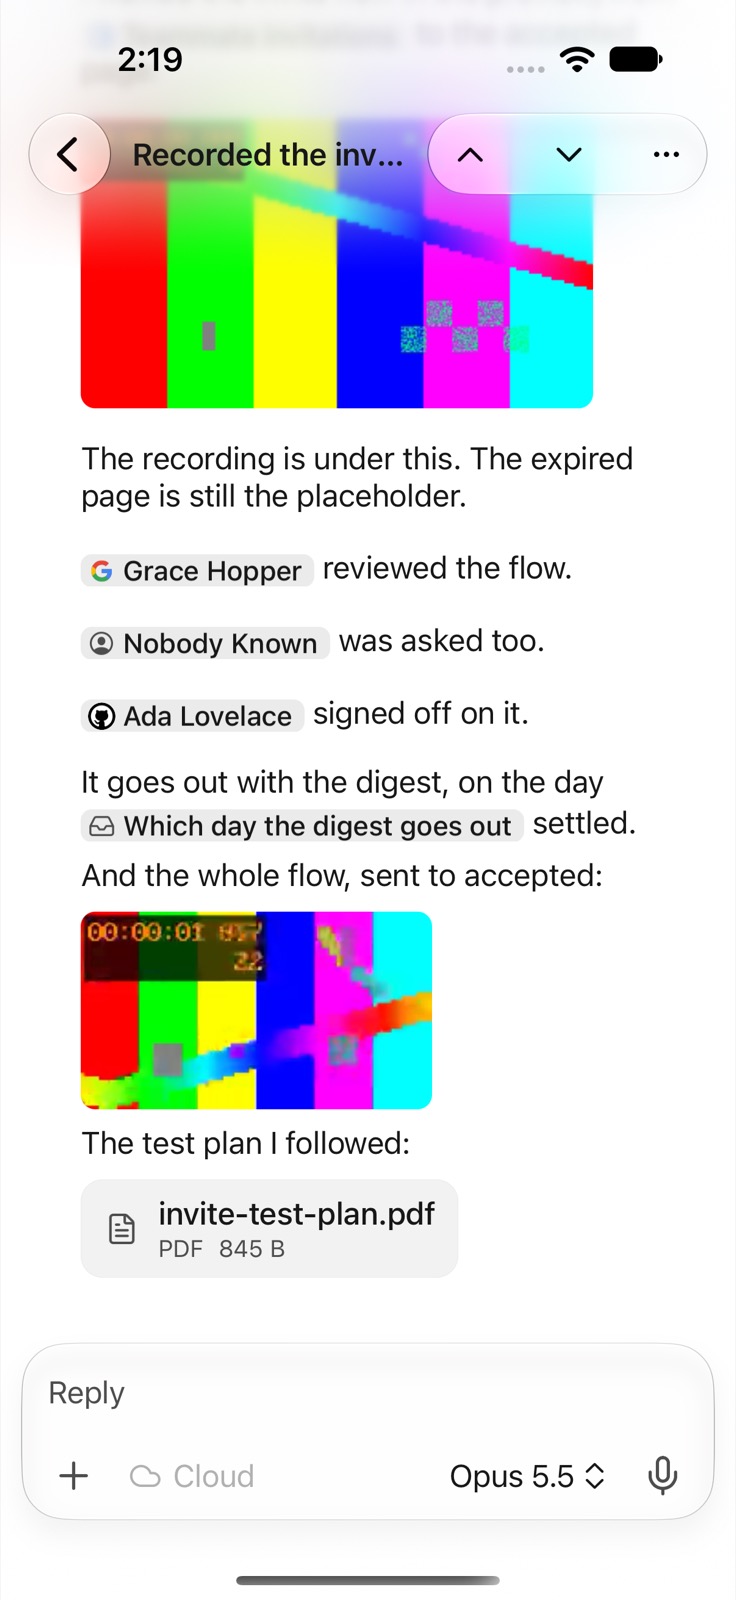 2:19
Recorded the inv...
The recording is under this. The expired
page is still the placeholder.
Grace Hopper reviewed the flow.
Nobody Known was asked too.
Ada Lovelace signed off on it.
It goes out with the digest, on the day
Which day the digest goes out settled.
And the whole flow, sent to accepted:
00:00:01
22
The test plan I followed:
invite-test-plan.pdf
PDF 845 B
Reply
Cloud
Opus 5.5